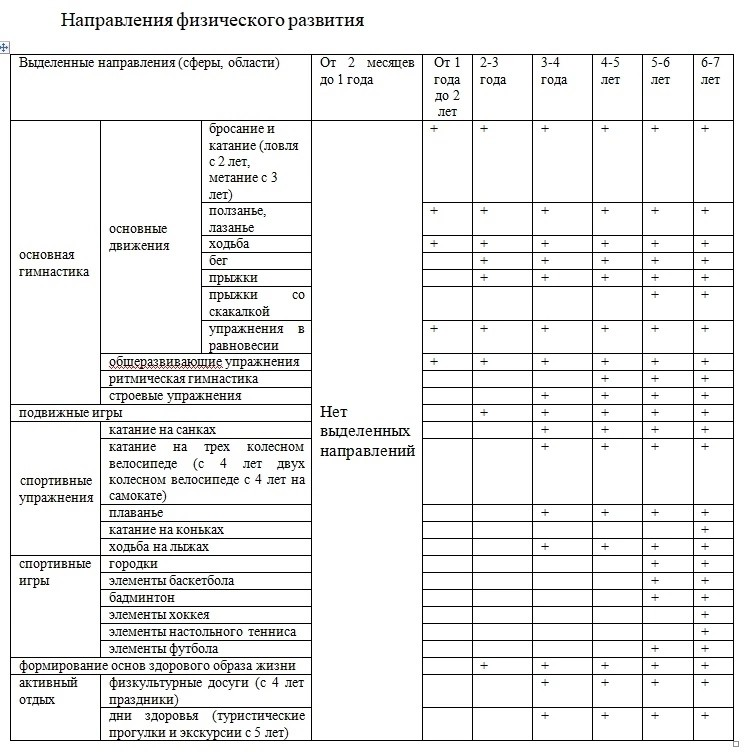 Направления физического развития
Выделенные направления (сферы, области)
От 2 месяцев
до 1 года
От 1
года
до 2
лет
2-3
года
3-4
года
4-5
лет
5-6
лет
6-7
лет
основная
гимнастика
основные
движения
бросание и
катание (ловля
с 2 лет,
метание с 3
лет)
Нет
выделенных
направлений
+ + + + + +
ползанье,
лазанье
+ + + + + +
ходьба + + + + + +
бег + + + + +
прыжки + + + + +
прыжки со
скакалкой
+ +
упражнения в
равновесии
+ + + + + +
общеразвивающие упражнения + + + + + +
ритмическая гимнастика + + +
строевые упражнения + + + +
подвижные игры + + + + +
спортивные
упражнения
катание на санках + + + +
катание на трех колесном
велосипеде (с 4 лет двух
колесном велосипеде с 4 лет на
самокате)
+ + + +
плаванье + + + +
катание на коньках +
ходьба на лыжах + + + +
спортивные
игры
городки + +
элементы баскетбола + +
бадминтон + +
элементы хоккея +
элементы настольного тенниса +
элементы футбола + +
формирование основ здорового образа жизни + + + + +
активный
отдых
физкультурные досуги (с 4 лет
праздники)
+ + + +
дни здоровья (туристические
прогулки и экскурсии с 5 лет)
+ + + +